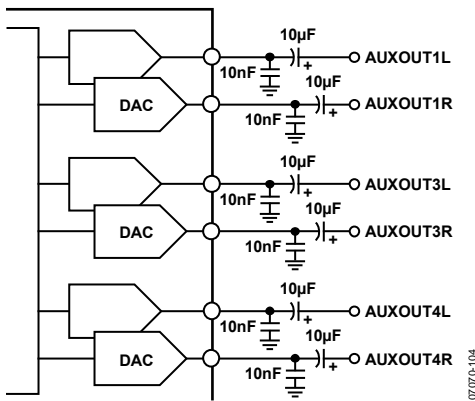 10µF
10nF
+
AUXOUT1L
10µF
DAC
10nF
+
AUXOUT1R
10µF
10nF
+
AUXOUT3L
10µF
DAC
10nF
+
AUXOUT3R
10µF
10nF
+
AUXOUT4L
10µF
DAC
10nF
+
AUXOUT4R
07070-104